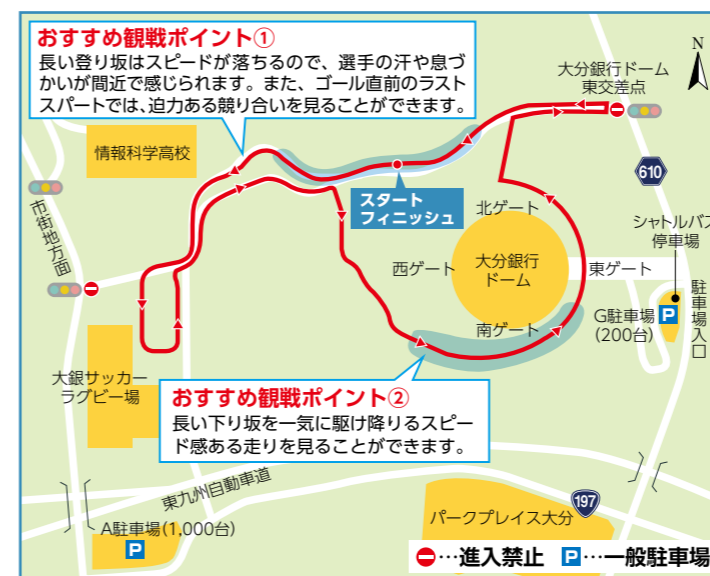 おすすめ観戦ポイント①
長い登り坂はスピードが落ちるので、選手の汗や息づ
かいが間近で感じられます。また、ゴール直前のラスト
スパートでは、迫力ある競り合いを見ることができます。
N
大分銀行ドーム
東交差点
情報科学高校
610
スタート
フィニッシュ
市街地方面
北ゲート
シャトルバス
停車場
西ゲート
大分銀行
ドーム
東ゲート
駐車場入口
G駐車場 P
(200台)
南ゲート
大銀サッカー
ラグビー場
おすすめ観戦ポイント②
長い下り坂を一気に駆け降りるスピー
ド感ある走りを見ることができます。
東九州自動車道
197
パークプレイス大分
A駐車場(1,000台)
P
…進入禁止 P…一般駐車場